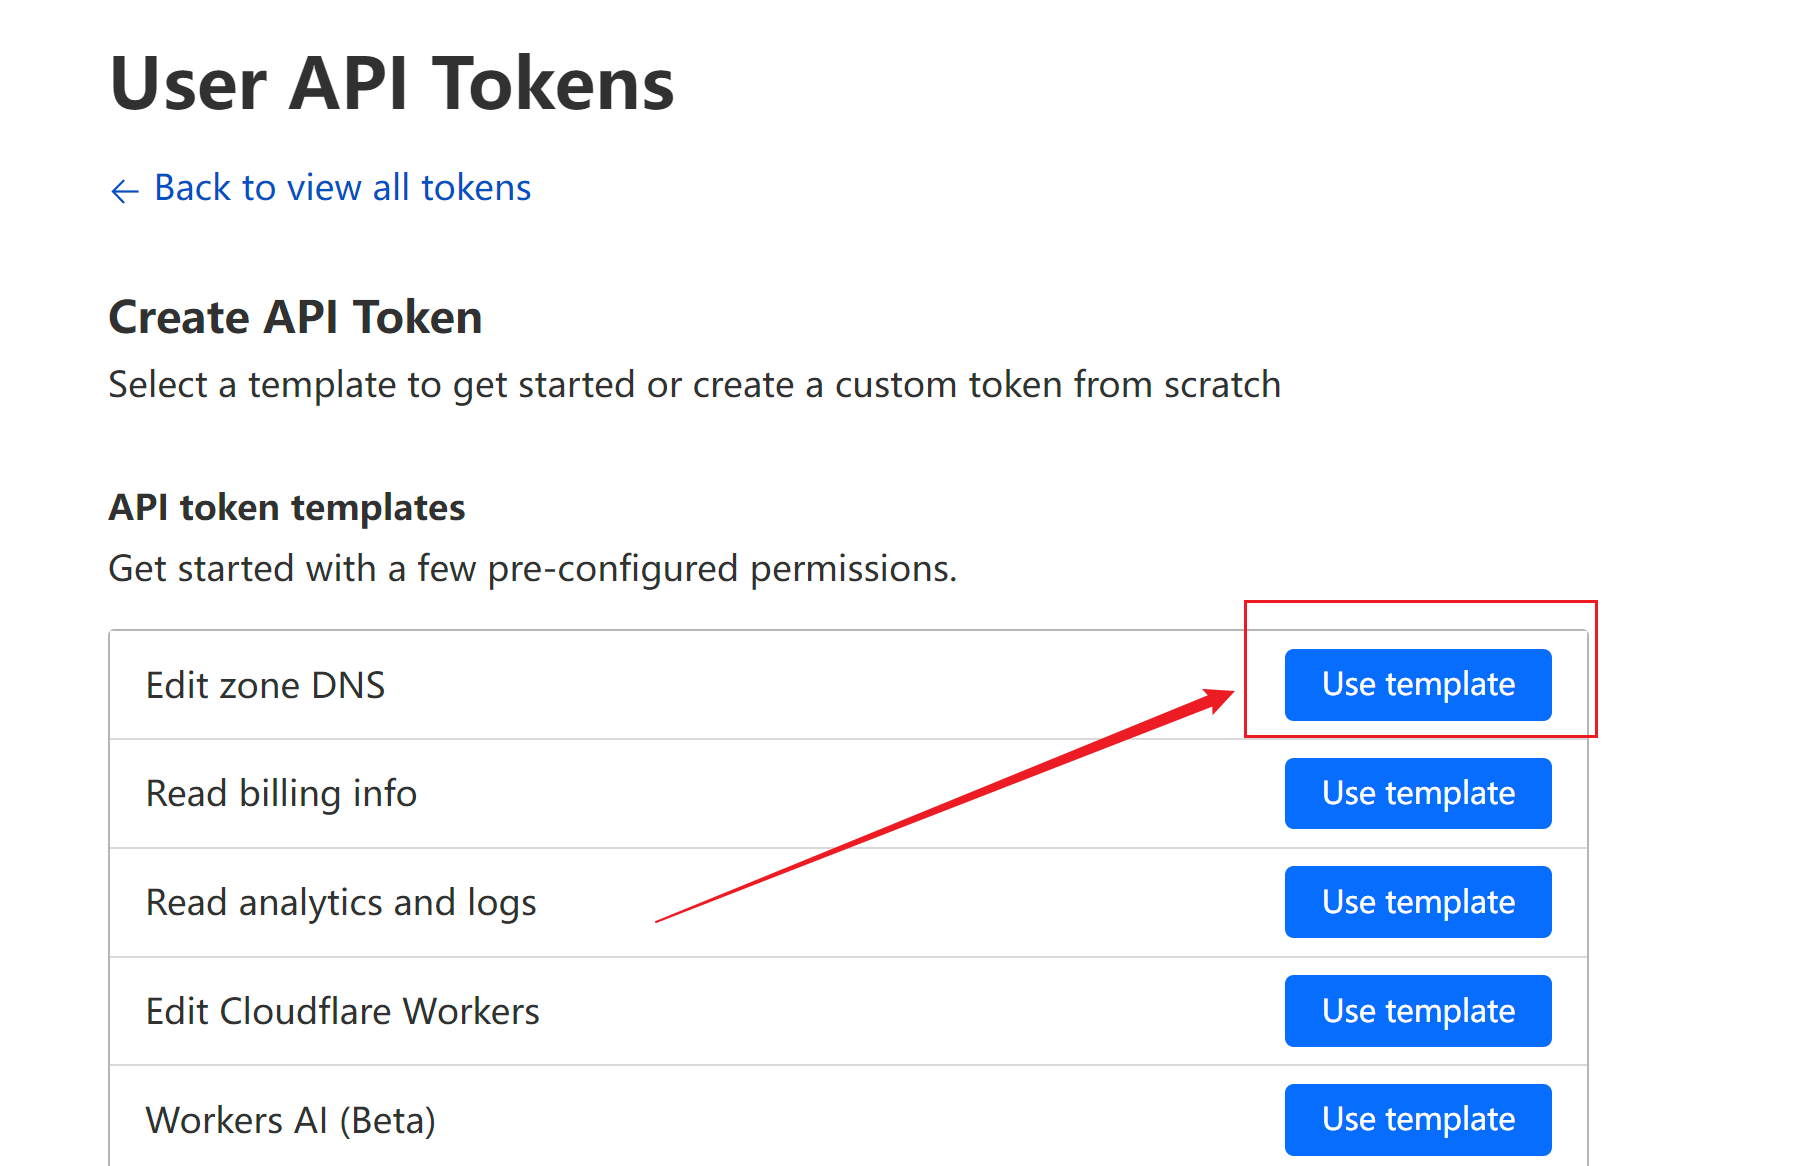 User API Tokens
← Back to view all tokens
Create API Token
Select a template to get started or create a custom token from scratch
API token templates
Get started with a few pre-configured permissions.
Edit zone DNS Use template
Read billing info Use template
Read analytics and logs Use template
Edit Cloudflare Workers Use template
Workers AI (Beta) Use template